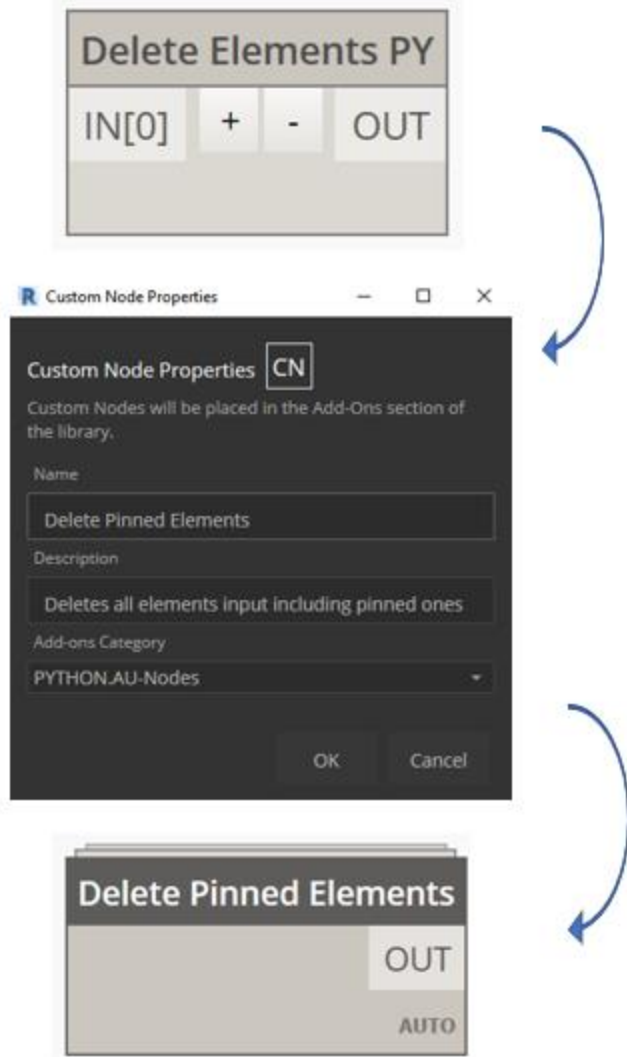 Delete Elements PY
IN[0] + - OUT
R Custom Node Properties
Custom Node Properties CN
Custom Nodes will be placed in the Add-Ons section of
the library.
Name
Delete Pinned Elements
Description
Deletes all elements input including pinned ones
Add-ons Category
PYTHON.AU-Nodes
OK Cancel
Delete Pinned Elements
OUT
AUTO